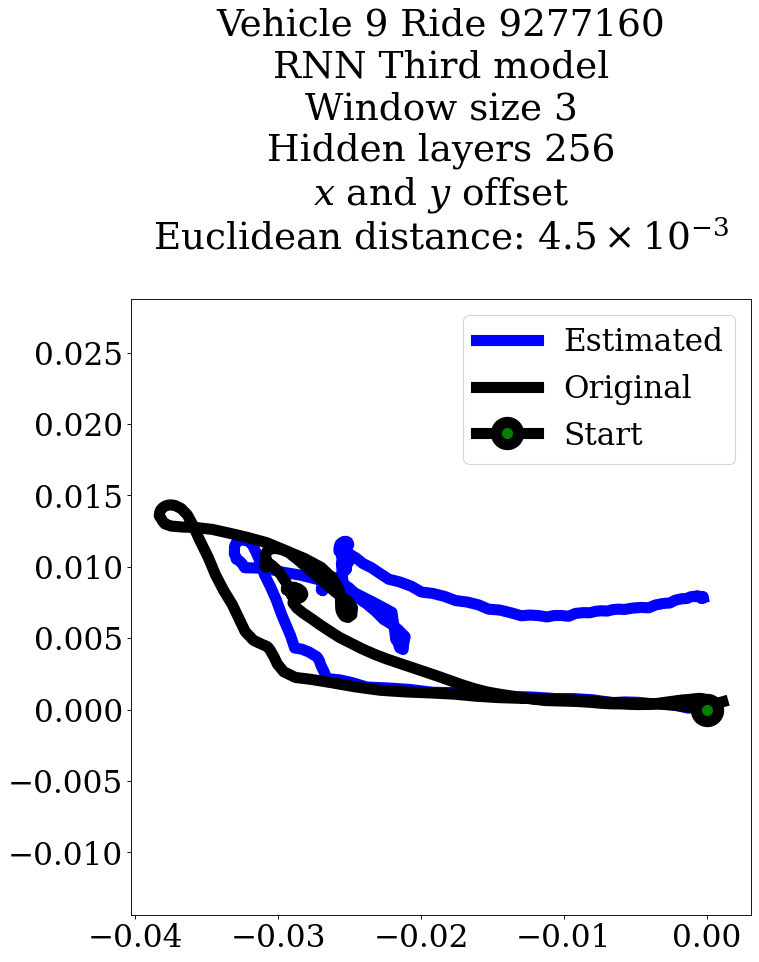 Vehicle 9 Ride 9277160
RNN Third model
Window size 3
Hidden layers 256
x and y offset
Euclidean distance: 4.5 × 10⁻³
Estimated
Original
Start
0.025
0.020
0.015
0.010
0.005
0.000
−0.005
−0.010
−0.04 −0.03 −0.02 −0.01 0.00